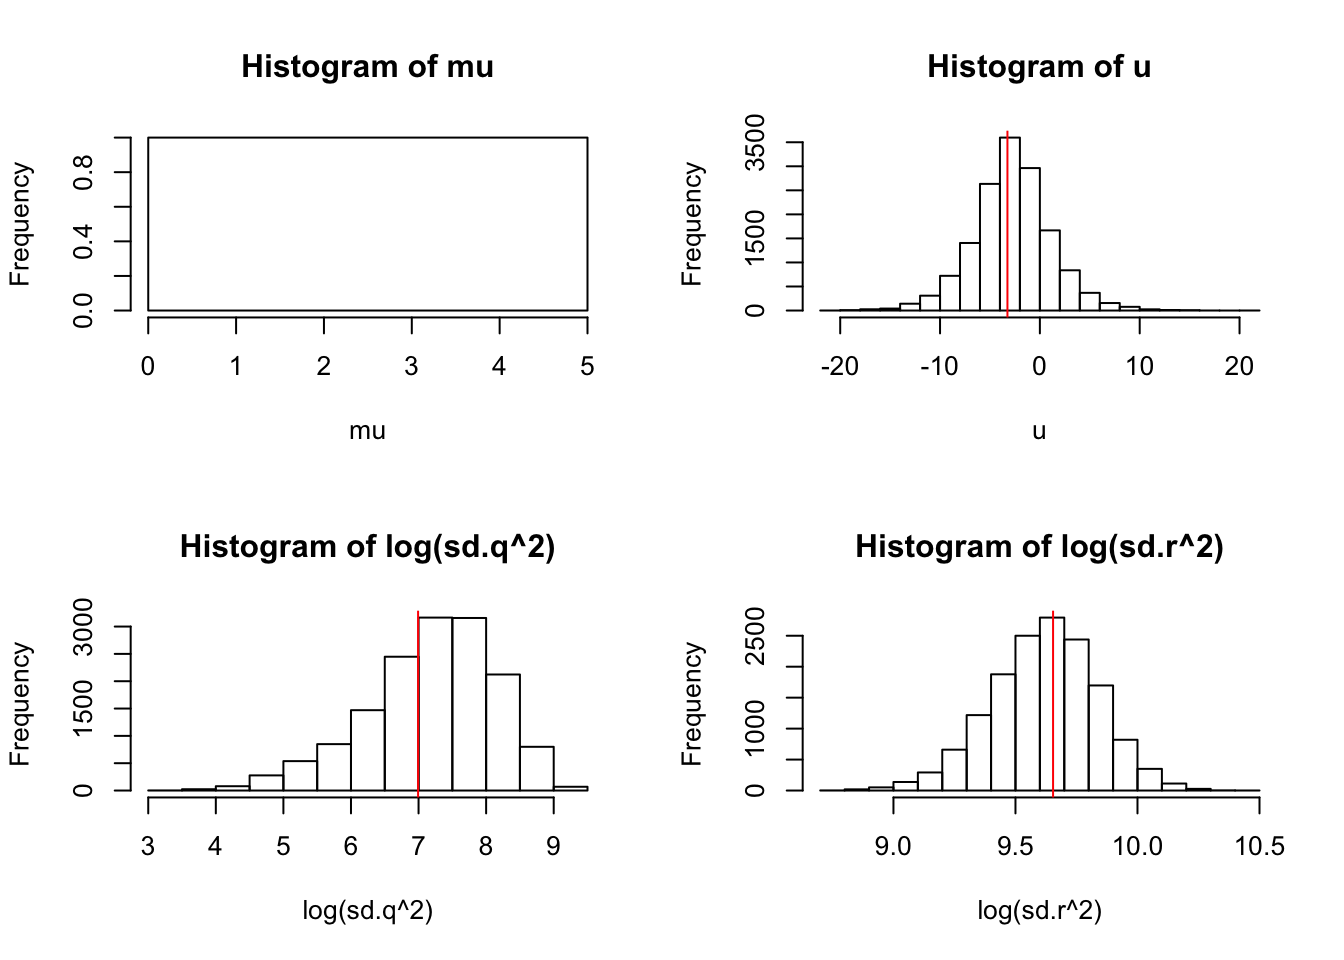 Histogram of mu
Frequency
0.0 0.4 0.8
0 1 2 3 4 5
mu
Histogram of u
Frequency
0 1500 3500
-20 -10 0 10 20
u
Histogram of log(sd.q^2)
Frequency
0 1500 3000
3 4 5 6 7 8 9
log(sd.q^2)
Histogram of log(sd.r^2)
Frequency
0 1000 2500
9.0 9.5 10.0 10.5
log(sd.r^2)